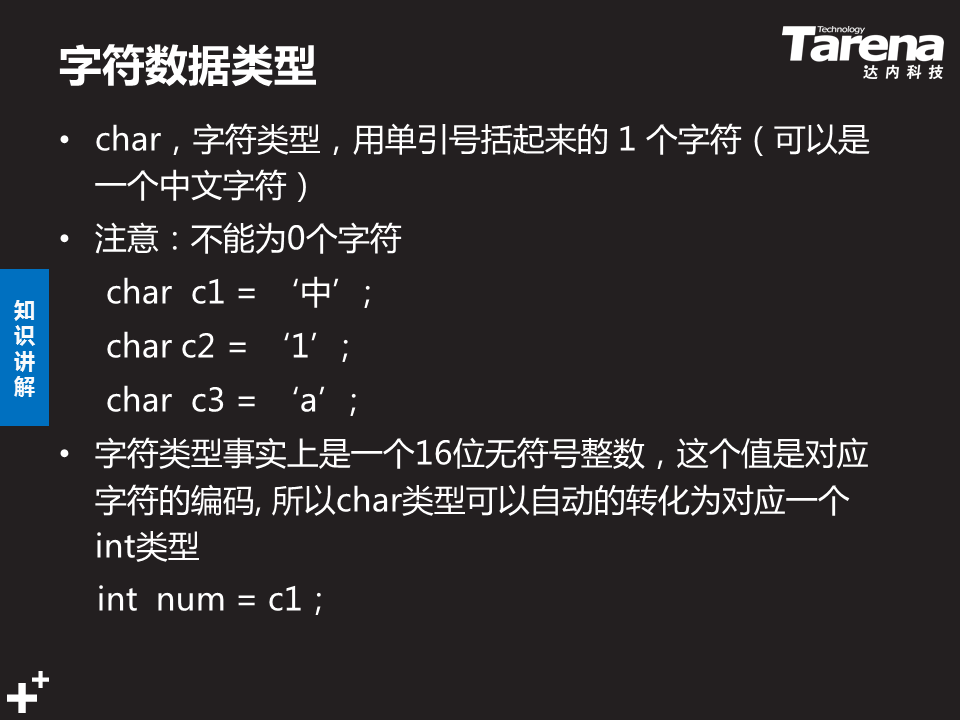 字符数据类型
Technology
Tarena
达内科技
• char，字符类型，用单引号括起来的 1 个字符（可以是
一个中文字符）
• 注意：不能为0个字符
char c1 = ‘中’；
char c2 = ‘1’；
char c3 = ‘a’；
知
识
讲
解
• 字符类型事实上是一个16位无符号整数，这个值是对应
字符的编码, 所以char类型可以自动的转化为对应一个
int类型
int num = c1；